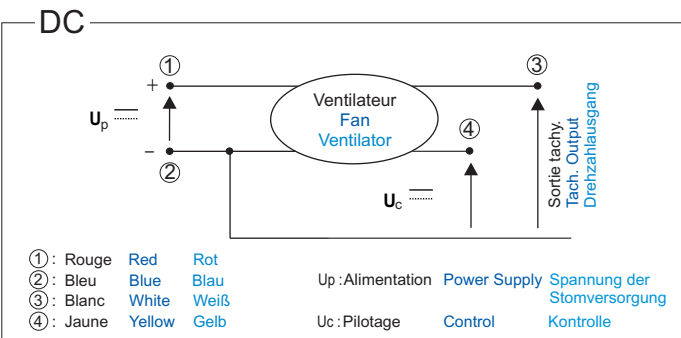 DC
① ③
+
Ventilateur
Fan
Ventilator
Up
④
−
②
Uc
Sortie tachy.
Tach. Output
Drehzahlausgang
① : Rouge Red Rot
② : Bleu Blue Blau Up : Alimentation Power Supply Spannung der
③ : Blanc White Weiß Stomversorgung
④ : Jaune Yellow Gelb Uc : Pilotage Control Kontrolle